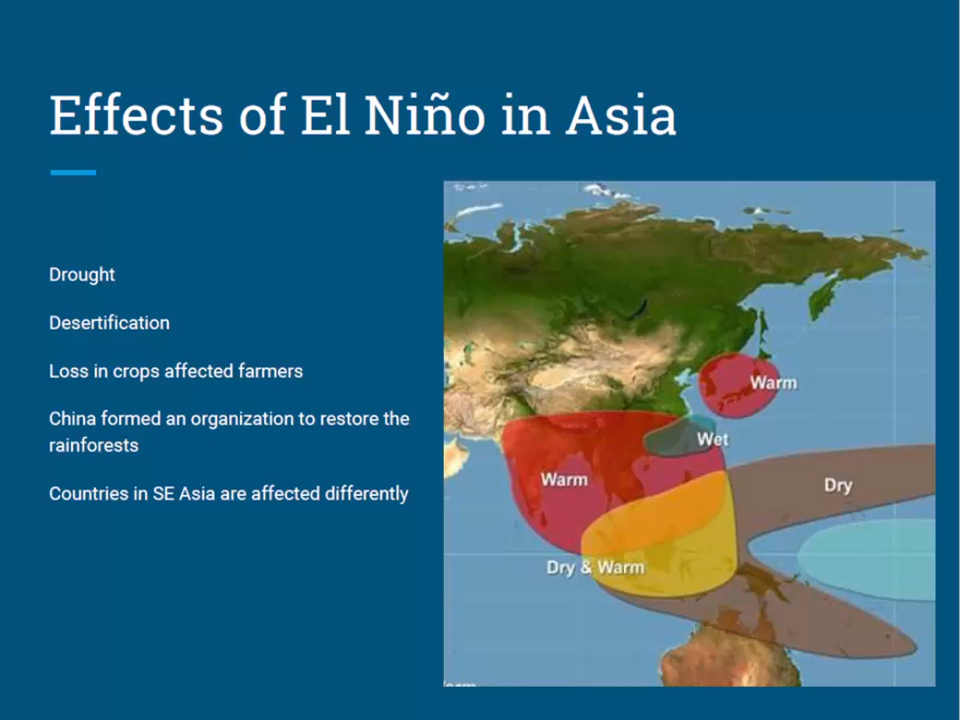 Effects of El Niño in Asia
Drought
Desertification
Loss in crops affected farmers
China formed an organization to restore the
rainforests
Countries in SE Asia are affected differently
Warm
Wet
Warm
Dry
Dry & Warm